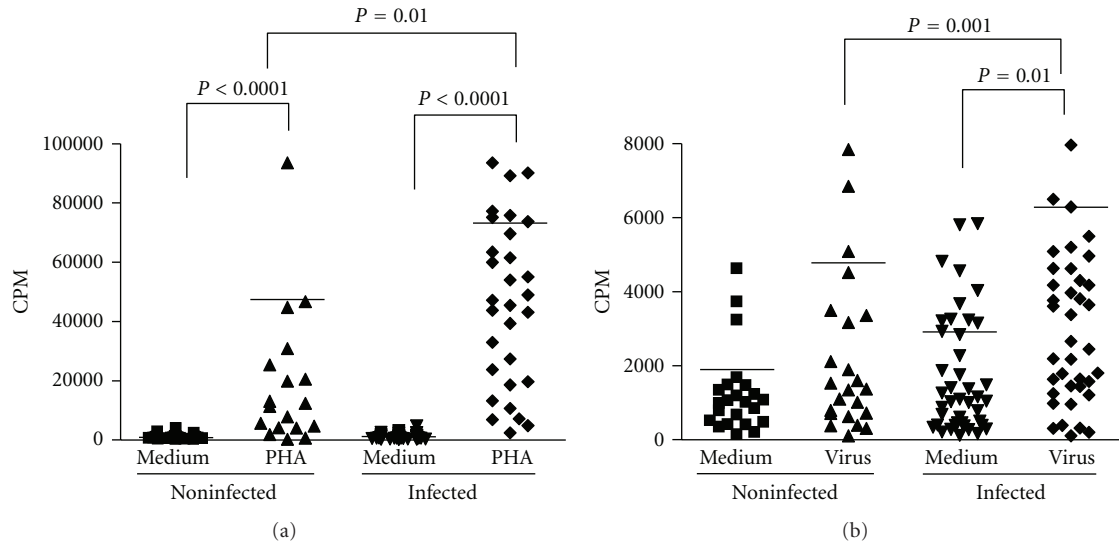 P = 0.01
P < 0.0001
P < 0.0001
100000
80000
60000
40000
20000
0
CPM
Medium PHA Medium PHA
Noninfected Infected
(a)
P = 0.001
P = 0.01
8000
6000
4000
2000
0
CPM
Medium Virus Medium Virus
Noninfected Infected
(b)